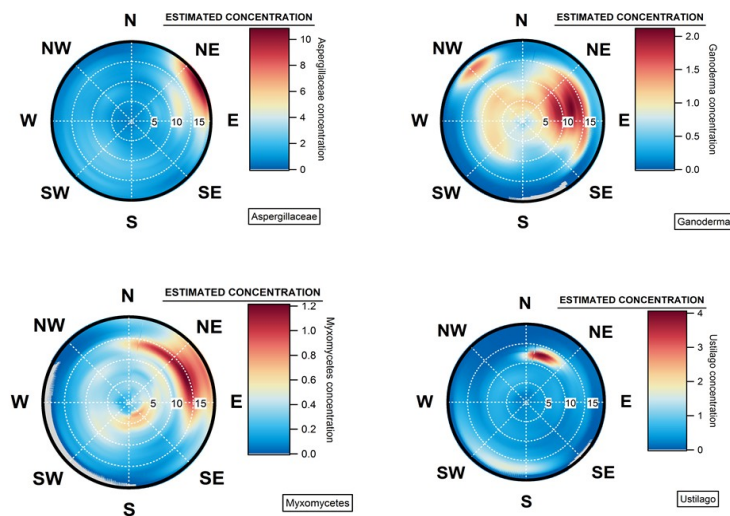 N
NW
NE
W
E
SW
SE
S
5
10
15
ESTIMATED CONCENTRATION
10
8
6
4
2
0
Aspergillaceae concentration
Aspergillaceae
N
NW
NE
W
E
SW
SE
S
5
10
15
ESTIMATED CONCENTRATION
2.0
1.5
1.0
0.5
0.0
Ganoderma concentration
Ganoderma
N
NW
NE
W
E
SW
SE
S
5
10
15
ESTIMATED CONCENTRATION
1.2
1.0
0.8
0.6
0.4
0.2
0.0
Myxomycetes concentration
Myxomycetes
N
NW
NE
W
E
SW
SE
S
5
10
15
ESTIMATED CONCENTRATION
4
3
2
1
0
Ustilago concentration
Ustilago